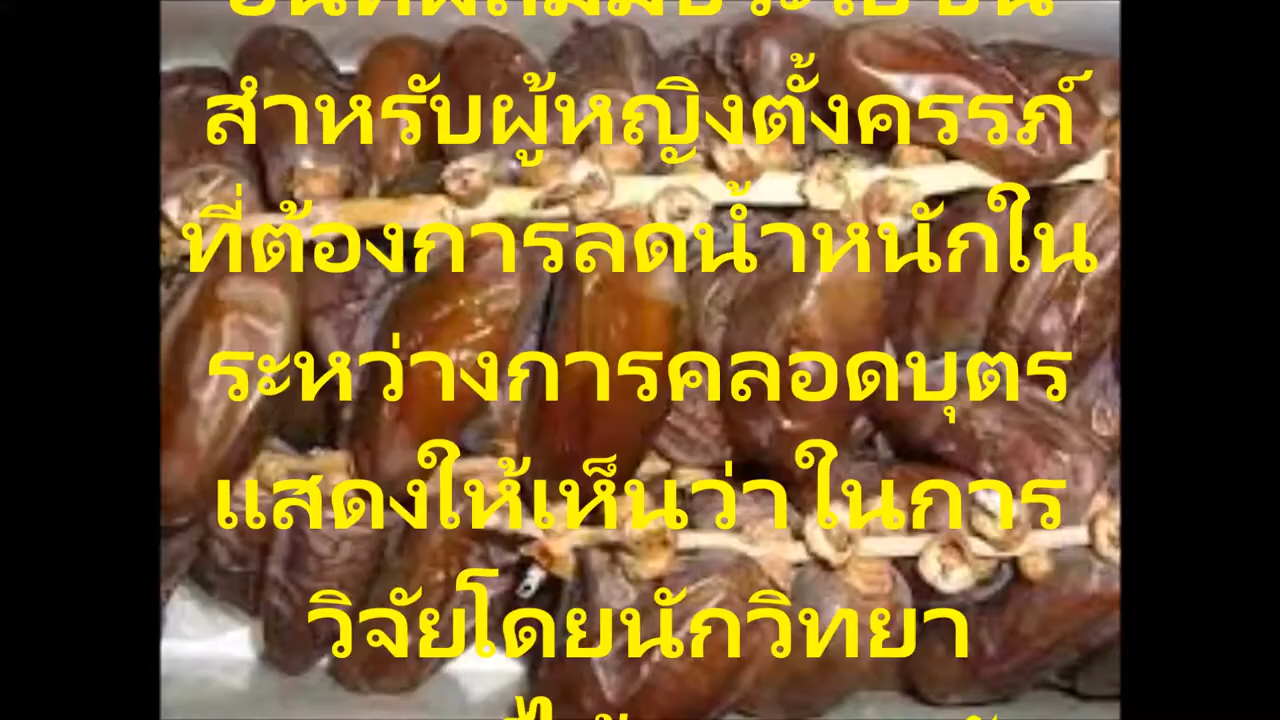 สำหรับผู้หญิงตั้งครรภ์
ที่ต้องการลดน้ำหนักใน
ระหว่างการคลอดบุตร
แสดงให้เห็นว่า ในการ
วิจัยโดยนักวิทยา